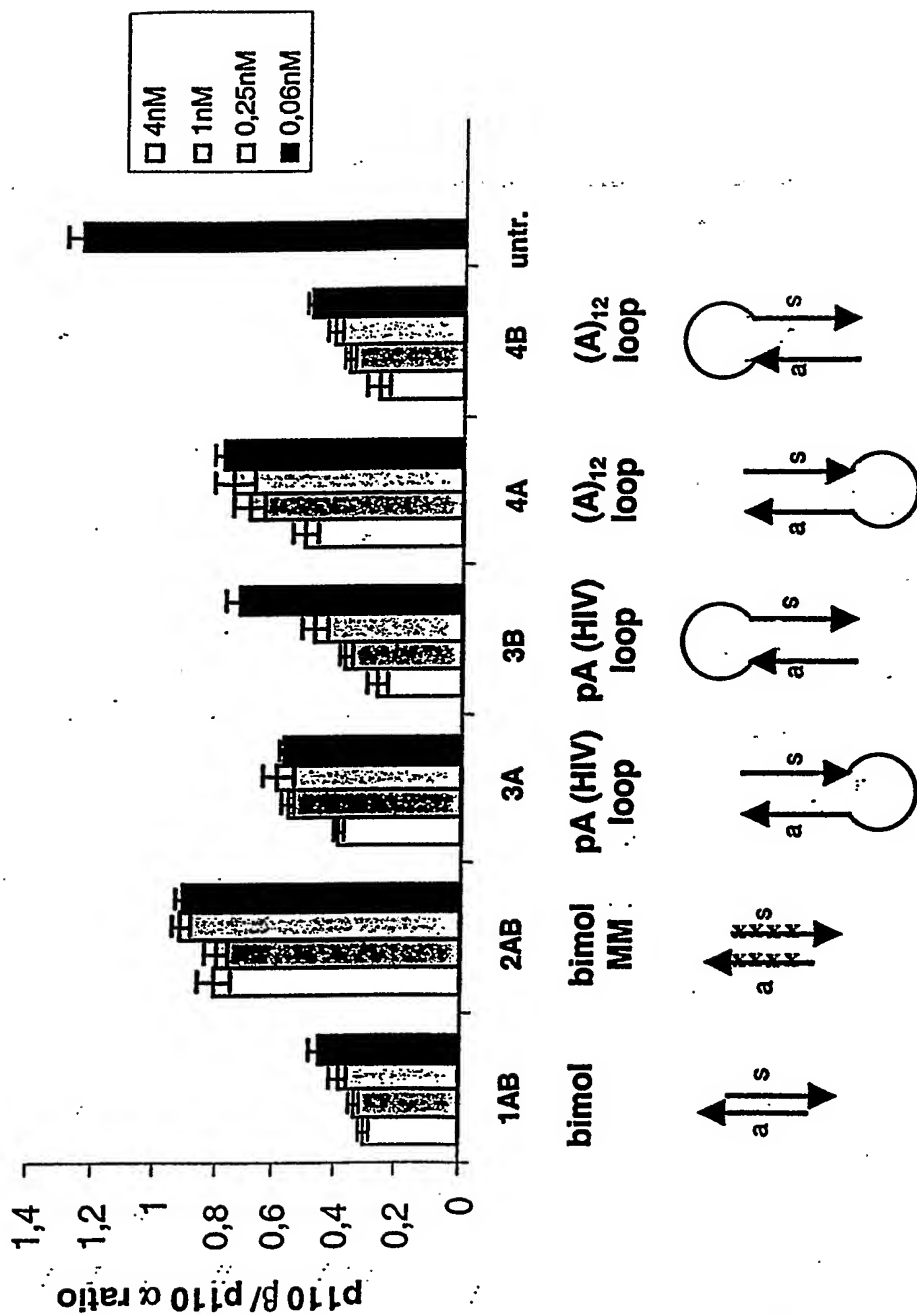 p110 β/ p110 α ratio
1,4
1,2
1
0,8
0,6
0,4
0,2
0
4nM
1nM
0,25nM
0,06nM
1AB
2AB
3A
3B
4A
4B
untr.
bimol
bimol
MM
pA (HIV)
loop
pA (HIV)
loop
(A)12
loop
(A)12
loop
a
s
a
s
x x x x
x x x x
a
s
a
s
a
s
a
s